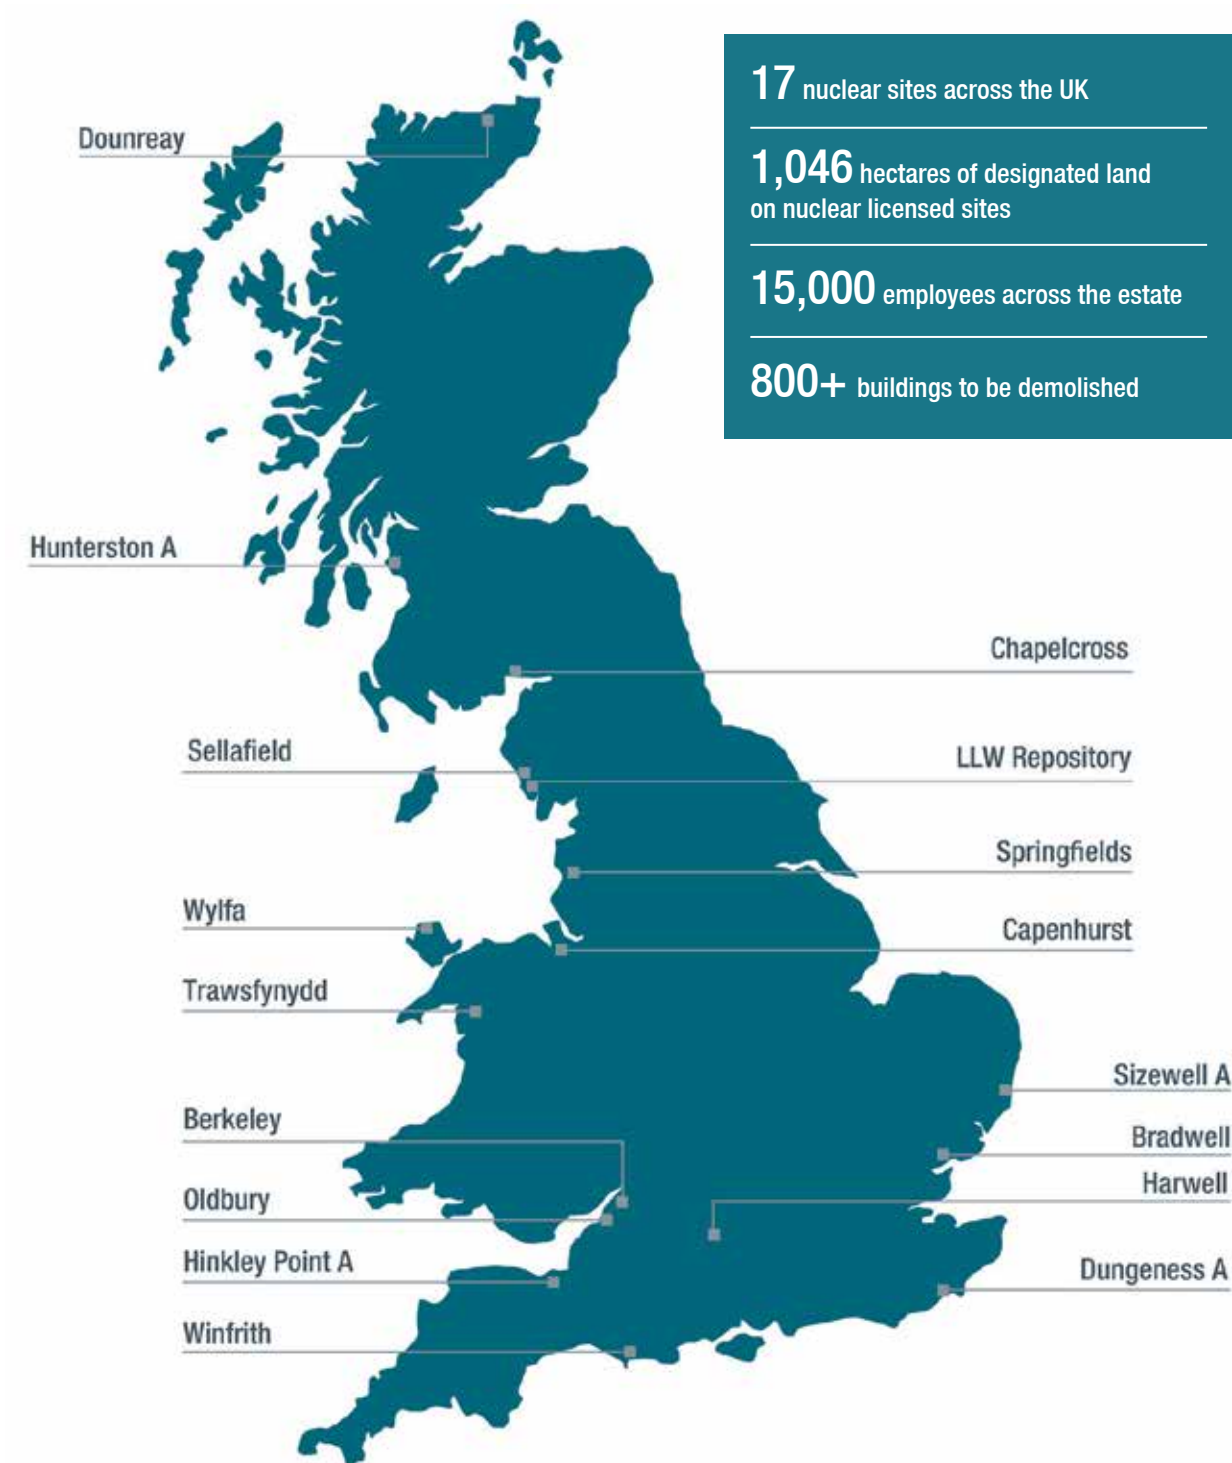 17 nuclear sites across the UK
1,046 hectares of designated land
on nuclear licensed sites
15,000 employees across the estate
800+ buildings to be demolished
Dounreay
Hunterston A
Chapelcross
Sellafield
LLW Repository
Springfields
Wylfa
Capenhurst
Trawsfynydd
Sizewell A
Berkeley
Bradwell
Harwell
Oldbury
Hinkley Point A
Dungeness A
Winfrith